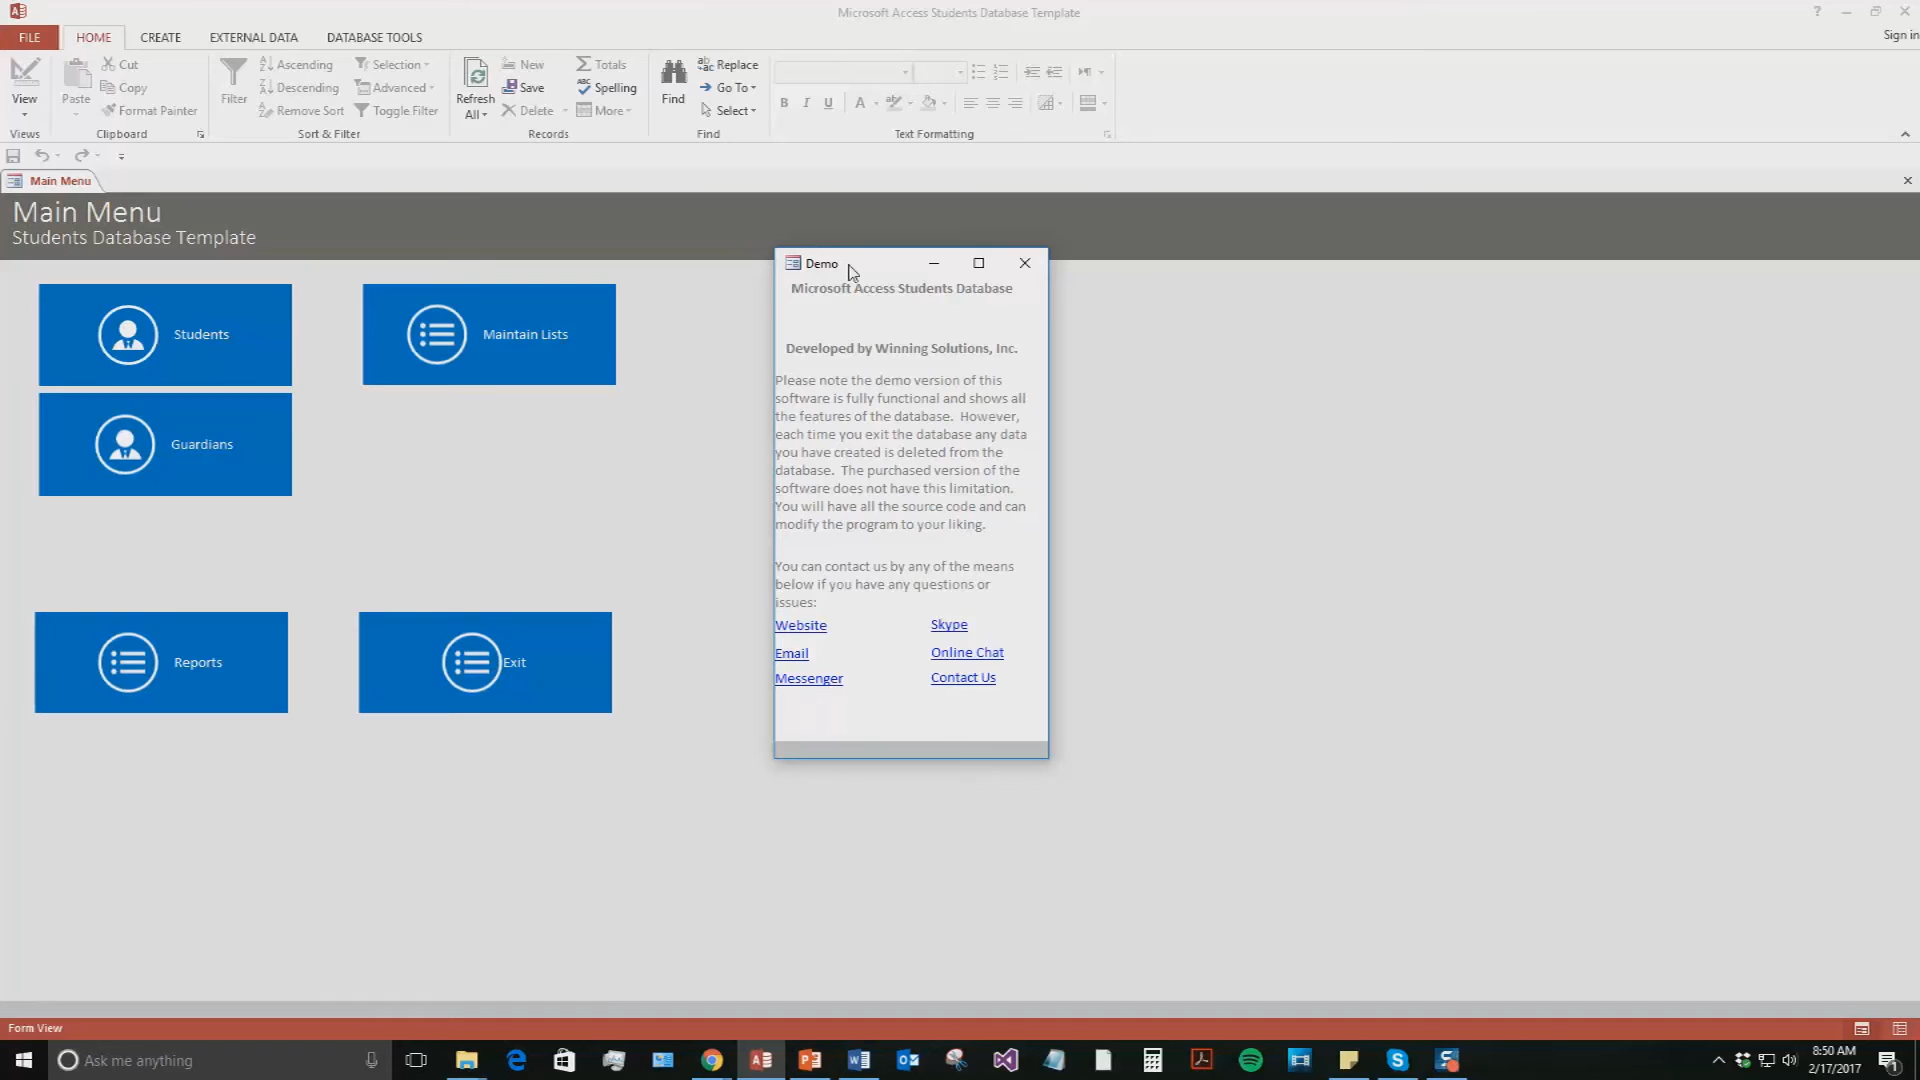 Microsoft Access Students Database Template
?
Sign in
FILE
HOME
CREATE
EXTERNAL DATA
DATABASE TOOLS
View
Views
Paste
Cut
Copy
Format Painter
Clipboard
Filter
Ascending
Descending
Remove Sort
Selection
Advanced
Toggle Filter
Sort & Filter
Refresh
All
New
Save
Delete
Totals
Spelling
More
Records
Find
Replace
Go To
Select
Find
B I U A
Text Formatting
Main Menu
Main Menu
Students Database Template
Students
Maintain Lists
Guardians
Reports
Exit
Demo
Microsoft Access Students Database
Developed by Winning Solutions, Inc.
Please note the demo version of this
software is fully functional and shows all
the features of the database.  However,
each time you exit the database any data
you have created is deleted from the
database.  The purchased version of the
software does not have this limitation.
You will have all the source code and can
modify the program to your liking.
You can contact us by any of the means
below if you have any questions or
issues:
Website
Skype
Email
Online Chat
Messenger
Contact Us
Form View
Ask me anything
8:50 AM
2/17/2017
1